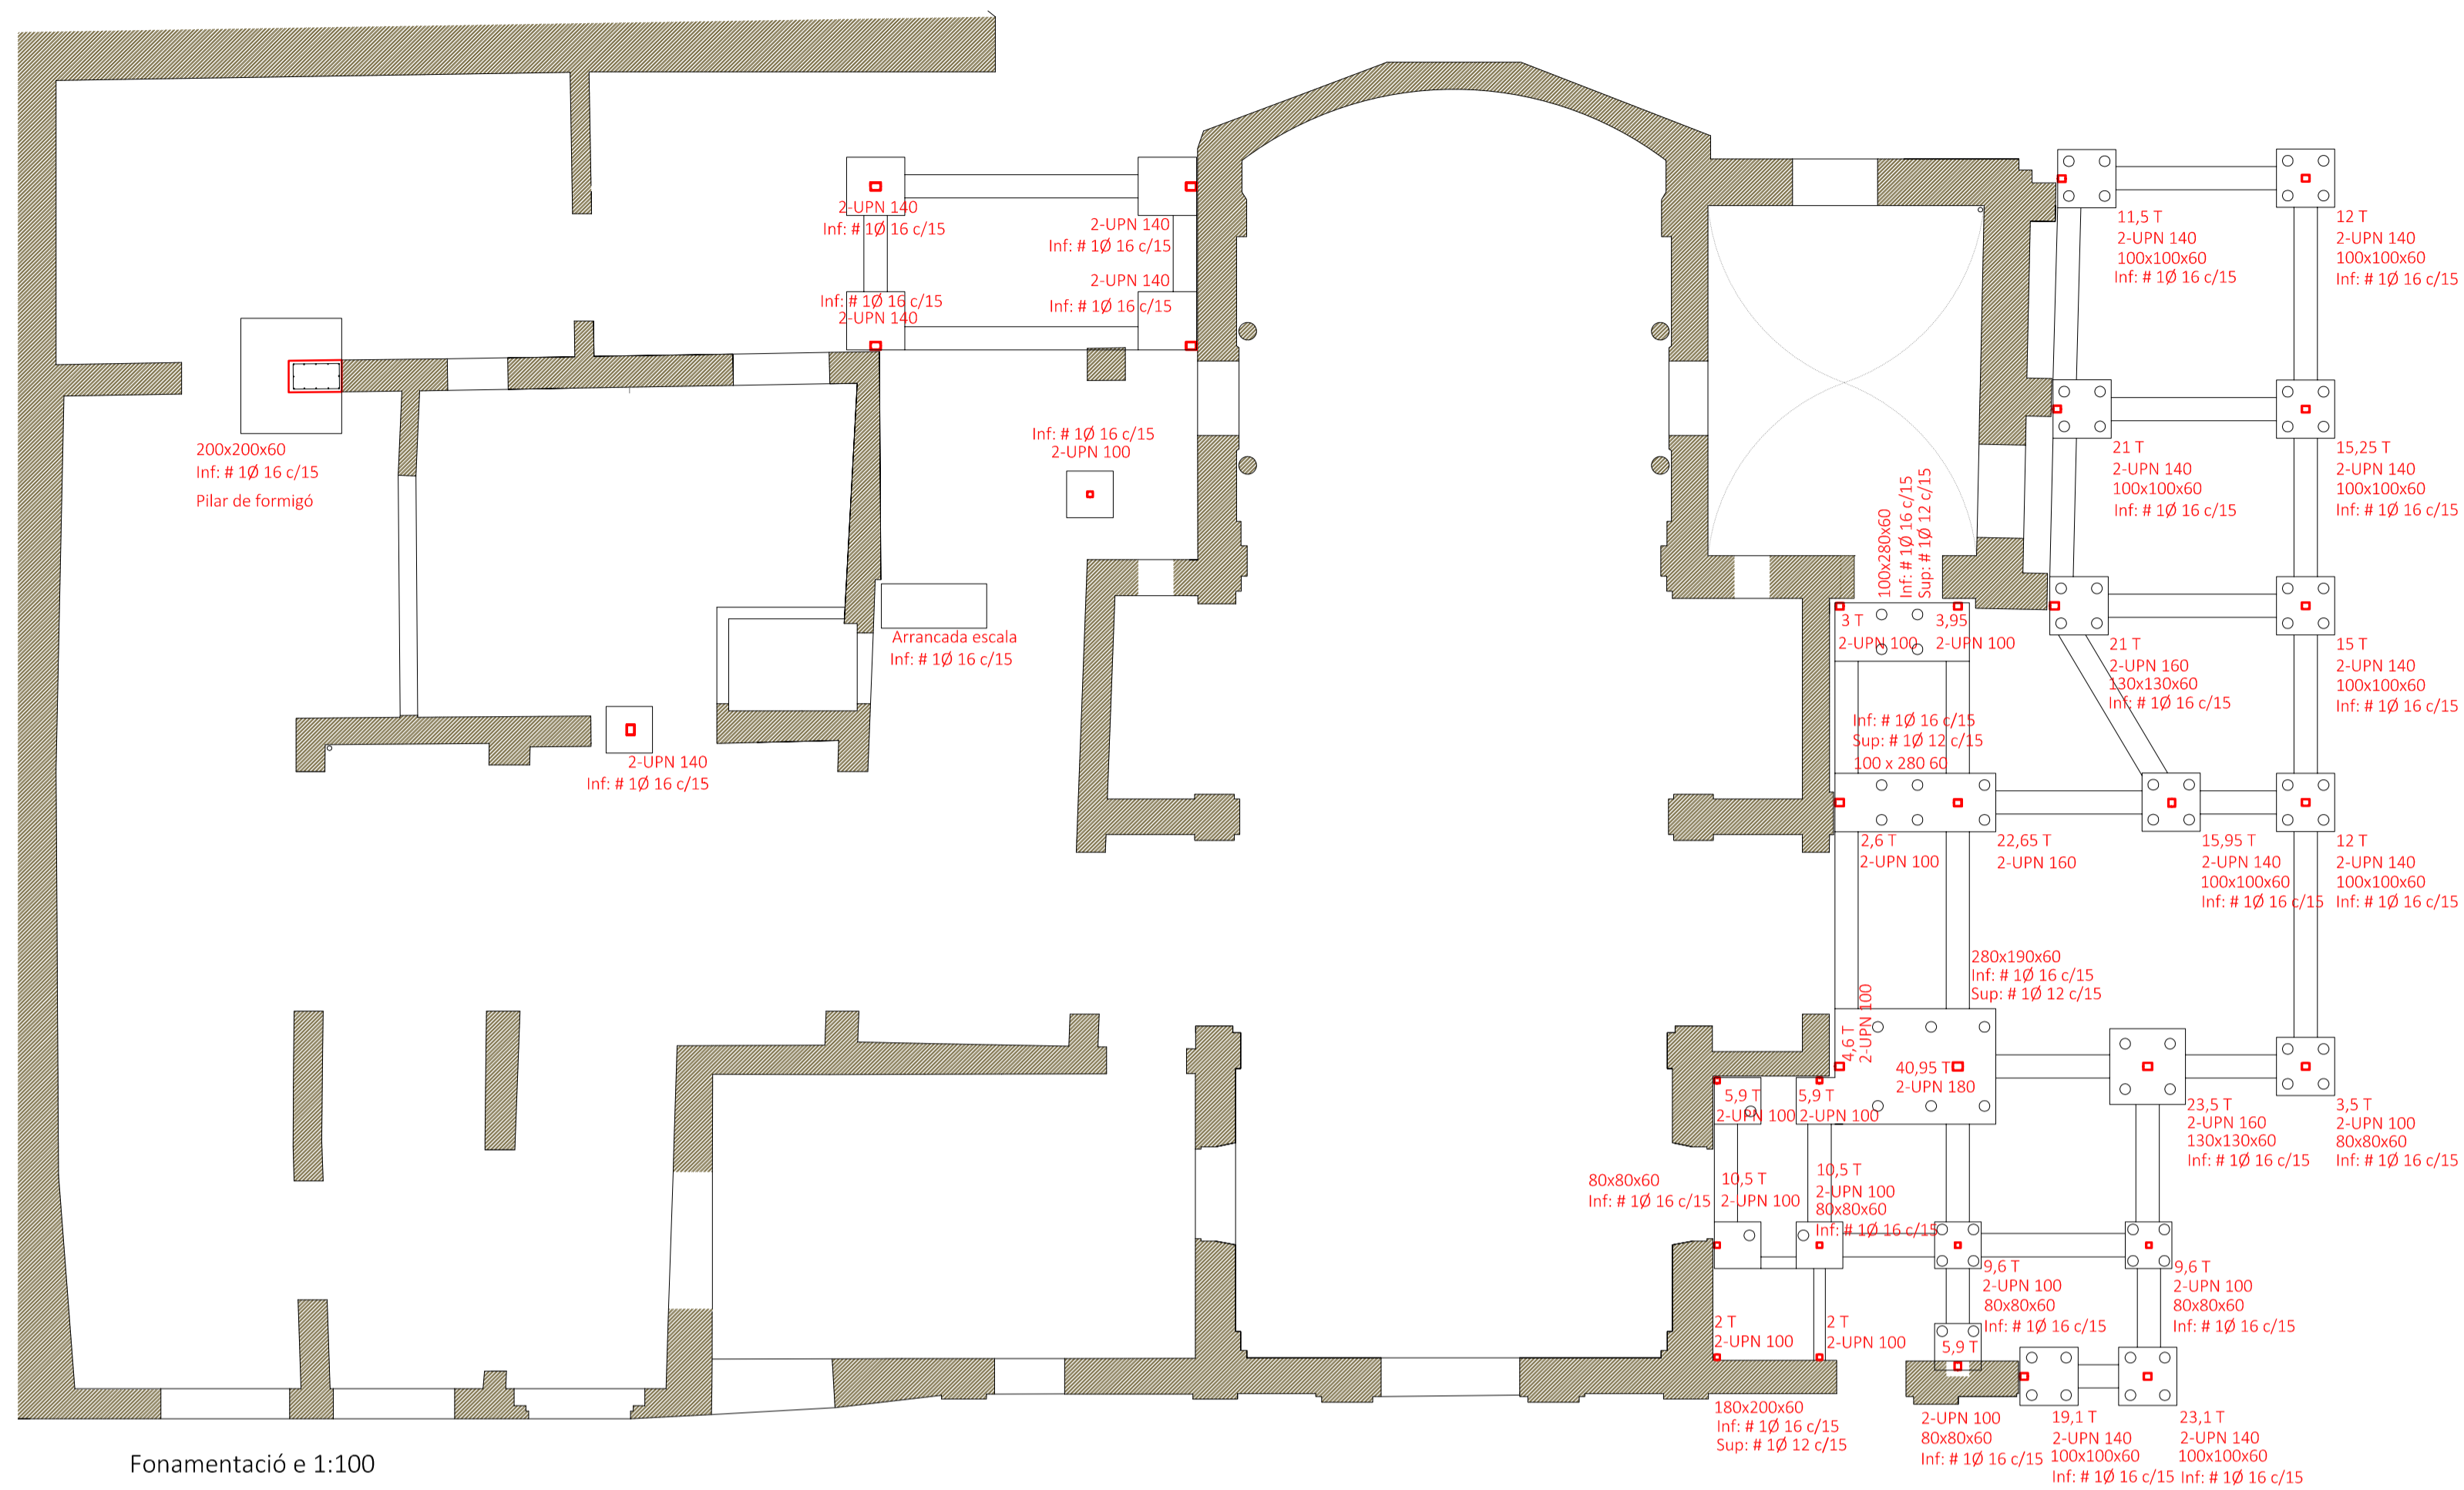 2-UPN 140
Inf: # 1Ø 16 c/15
2-UPN 140
Inf: # 1Ø 16 c/15
2-UPN 140
Inf: # 1Ø 16 c/15
Inf: # 1Ø 16 c/15
2-UPN 140
11,5 T
2-UPN 140
100x100x60
Inf: # 1Ø 16 c/15
12 T
2-UPN 140
100x100x60
Inf: # 1Ø 16 c/15
200x200x60
Inf: # 1Ø 16 c/15
Pilar de formigó
Inf: # 1Ø 16 c/15
2-UPN 100
21 T
2-UPN 140
100x100x60
Inf: # 1Ø 16 c/15
15,25 T
2-UPN 140
100x100x60
Inf: # 1Ø 16 c/15
100x280x60
Inf: # 1Ø 16 c/15
Sup: # 1Ø 12 c/15
Arrancada escala
Inf: # 1Ø 16 c/15
3 T
2-UPN 100
3,95
2-UPN 100
21 T
2-UPN 160
130x130x60
Inf: # 1Ø 16 c/15
15 T
2-UPN 140
100x100x60
Inf: # 1Ø 16 c/15
2-UPN 140
Inf: # 1Ø 16 c/15
Inf: # 1Ø 16 c/15
Sup: # 1Ø 12 c/15
100 x 280 60
2,6 T
2-UPN 100
22,65 T
2-UPN 160
15,95 T
2-UPN 140
100x100x60
Inf: # 1Ø 16 c/15
12 T
2-UPN 140
100x100x60
Inf: # 1Ø 16 c/15
280x190x60
Inf: # 1Ø 16 c/15
Sup: # 1Ø 12 c/15
4,6 T
2-UPN 100
40,95 T
2-UPN 180
5,9 T
2-UPN 100
5,9 T
2-UPN 100
23,5 T
2-UPN 160
130x130x60
Inf: # 1Ø 16 c/15
3,5 T
2-UPN 100
80x80x60
Inf: # 1Ø 16 c/15
80x80x60
Inf: # 1Ø 16 c/15
10,5 T
2-UPN 100
10,5 T
2-UPN 100
80x80x60
Inf: # 1Ø 16 c/15
9,6 T
2-UPN 100
80x80x60
Inf: # 1Ø 16 c/15
9,6 T
2-UPN 100
80x80x60
Inf: # 1Ø 16 c/15
2 T
2-UPN 100
2 T
2-UPN 100
5,9 T
180x200x60
Inf: # 1Ø 16 c/15
Sup: # 1Ø 12 c/15
2-UPN 100
80x80x60
Inf: # 1Ø 16 c/15
19,1 T
2-UPN 140
100x100x60
Inf: # 1Ø 16 c/15
23,1 T
2-UPN 140
100x100x60
Inf: # 1Ø 16 c/15
Fonamentació e 1:100